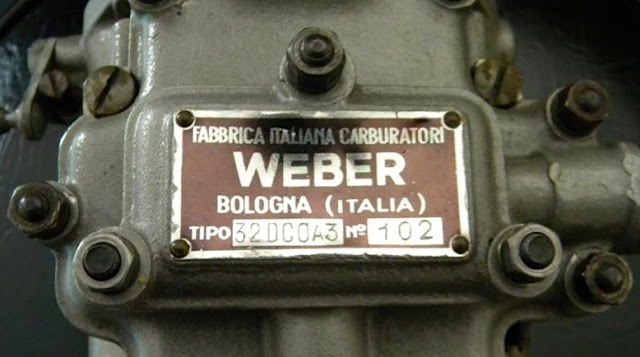 FABBRICA ITALIANA CARBURATORI
WEBER
BOLOGNA (ITALIA)
TIPO 32DCOA3 Nº 102